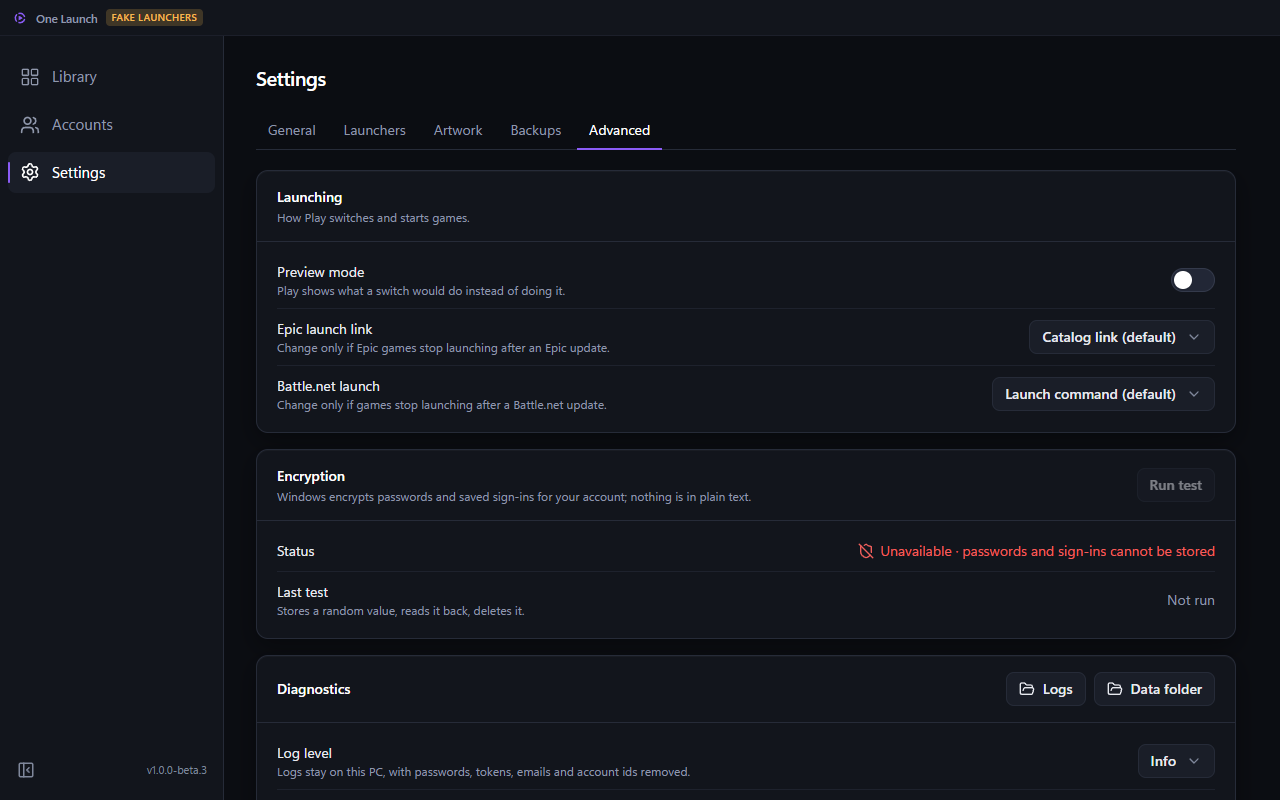 One Launch FAKE LAUNCHERS
Library
Accounts
Settings
v1.0.0-beta.3
Settings
General Launchers Artwork Backups Advanced
Launching
How Play switches and starts games.
Preview mode
Play shows what a switch would do instead of doing it.
Epic launch link
Change only if Epic games stop launching after an Epic update.
Catalog link (default)
Battle.net launch
Change only if games stop launching after a Battle.net update.
Launch command (default)
Encryption
Windows encrypts passwords and saved sign-ins for your account; nothing is in plain text.
Run test
Status
Unavailable · passwords and sign-ins cannot be stored
Last test
Stores a random value, reads it back, deletes it.
Not run
Diagnostics
Logs
Data folder
Log level
Logs stay on this PC, with passwords, tokens, emails and account ids removed.
Info